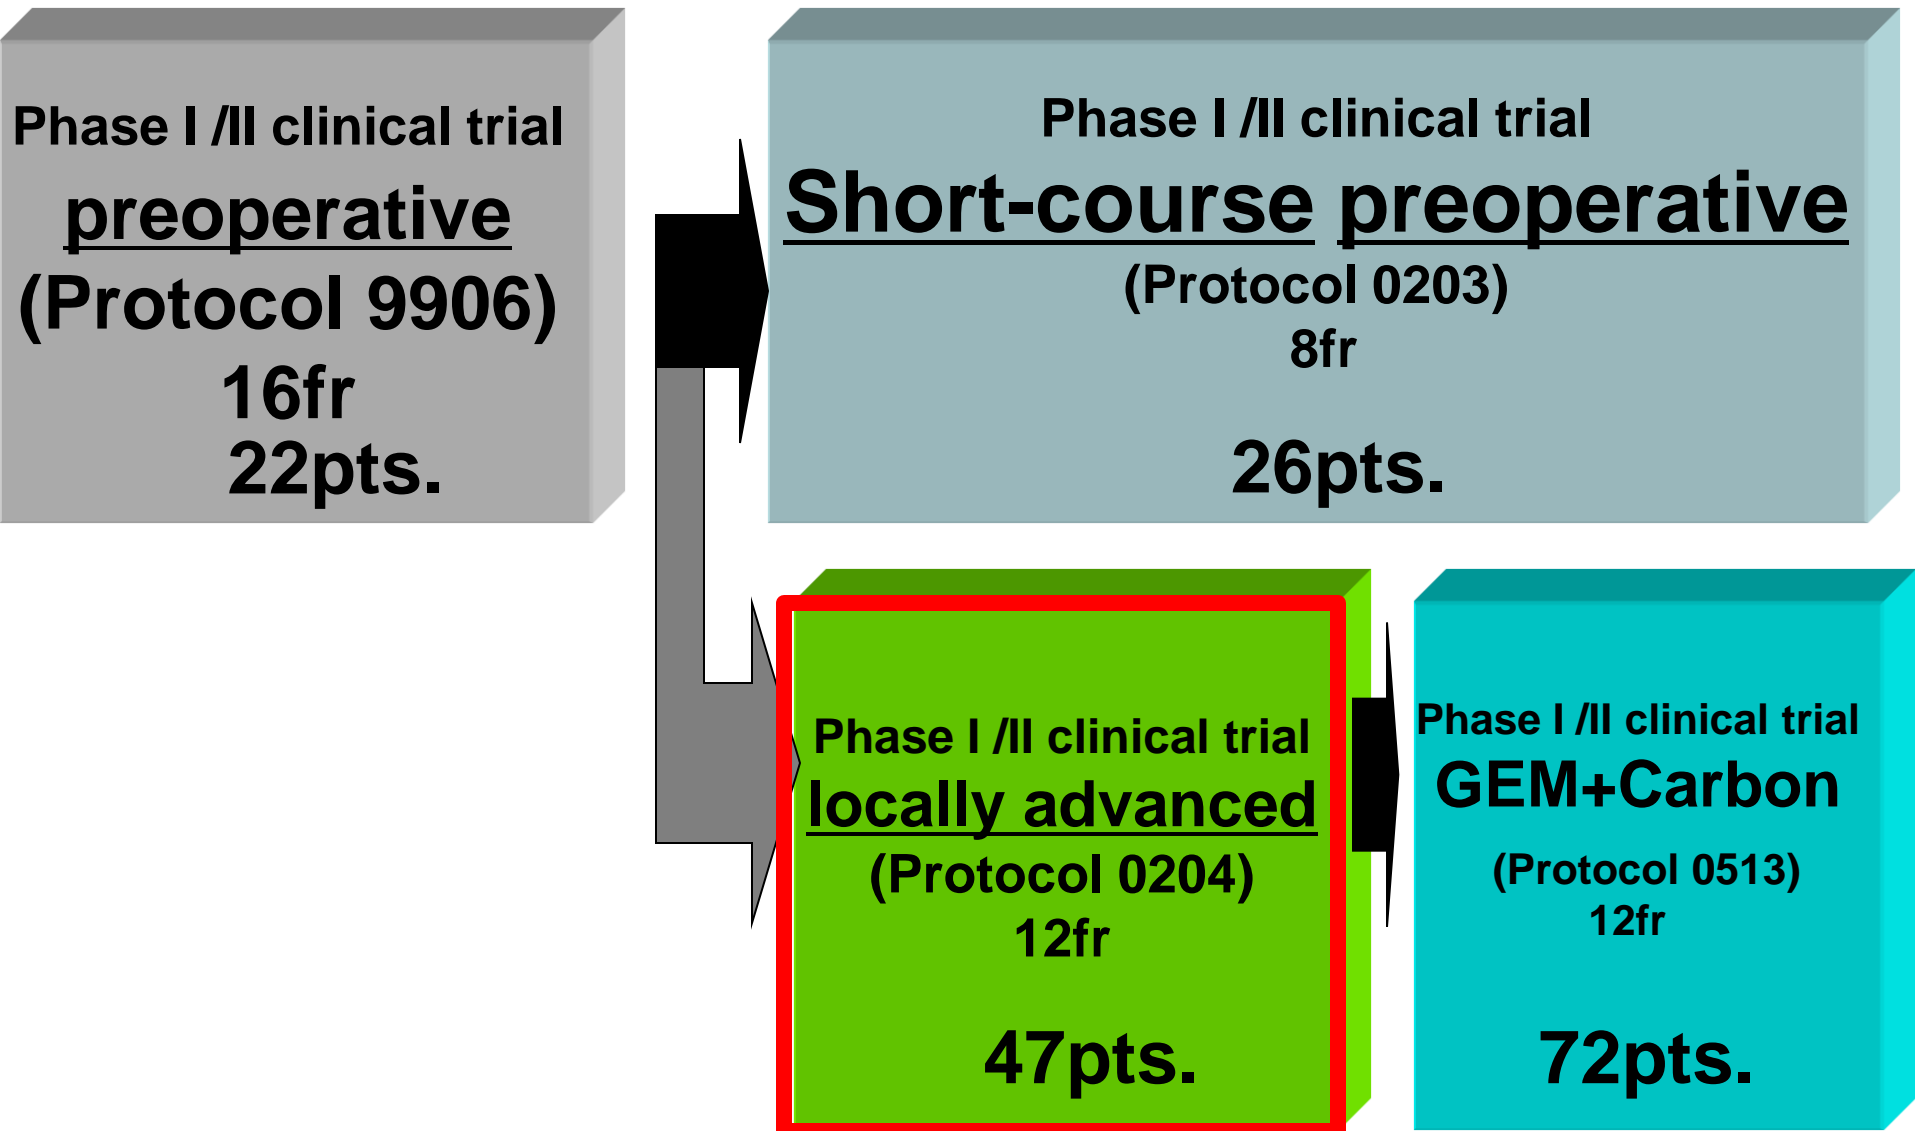 Phase I /II clinical trial
preoperative
(Protocol 9906)
16fr
22pts.
Phase I /II clinical trial
Short-course preoperative
(Protocol 0203)
8fr
26pts.
Phase I /II clinical trial
locally advanced
(Protocol 0204)
12fr
47pts.
Phase I /II clinical trial
GEM+Carbon
(Protocol 0513)
12fr
72pts.